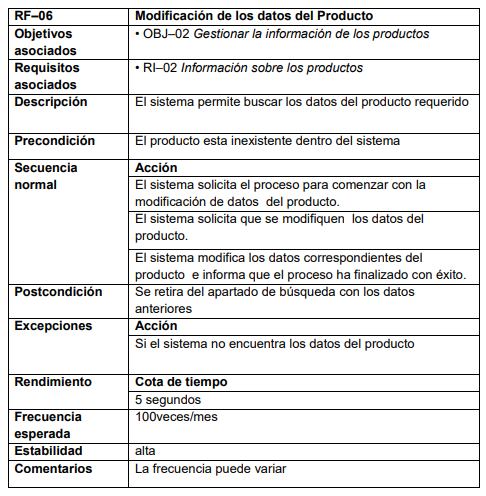 RF–06 Modificación de los datos del Producto
Objetivos asociados • OBJ–02 Gestionar la información de los productos
Requisitos asociados • RI–02 Información sobre los productos
Descripción El sistema permite buscar los datos del producto requerido
Precondición El producto esta inexistente dentro del sistema
Secuencia normal Acción
El sistema solicita el proceso para comenzar con la
modificación de datos  del producto.
El sistema solicita que se modifiquen  los datos del
producto.
El sistema modifica los datos correspondientes del
producto  e informa que el proceso ha finalizado con éxito.
Postcondición Se retira del apartado de búsqueda con los datos
anteriores
Excepciones Acción
Si el sistema no encuentra los datos del producto
Rendimiento Cota de tiempo
5 segundos
Frecuencia esperada 100veces/mes
Estabilidad alta
Comentarios La frecuencia puede variar